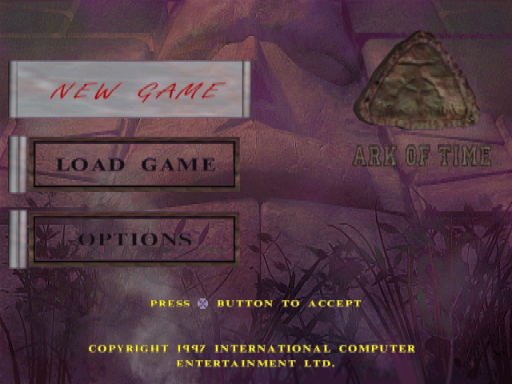 NEW GAME
ARK OF TIME
LOAD GAME
OPTIONS
PRESS BUTTON TO ACCEPT
COPYRIGHT 1997 INTERNATIONAL COMPUTER
ENTERTAINMENT LTD.